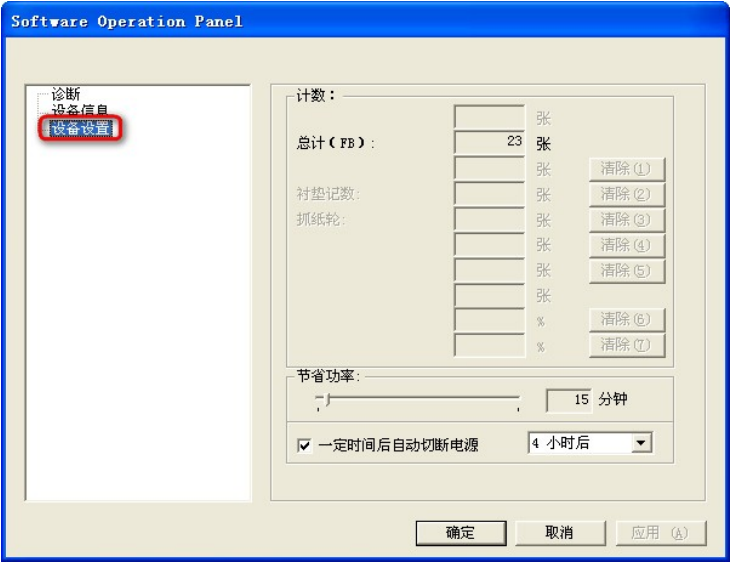 Software Operation Panel
诊断
设备信息
设备设置
计数：
张
总计(FB)： 23 张
张 清除(1)
衬垫记数: 张 清除(2)
抓纸轮: 张 清除(3)
张 清除(4)
张 清除(5)
张
% 清除(6)
% 清除(7)
节省功率:
15 分钟
一定时间后自动切断电源 4 小时后
确定 取消 应用 (A)